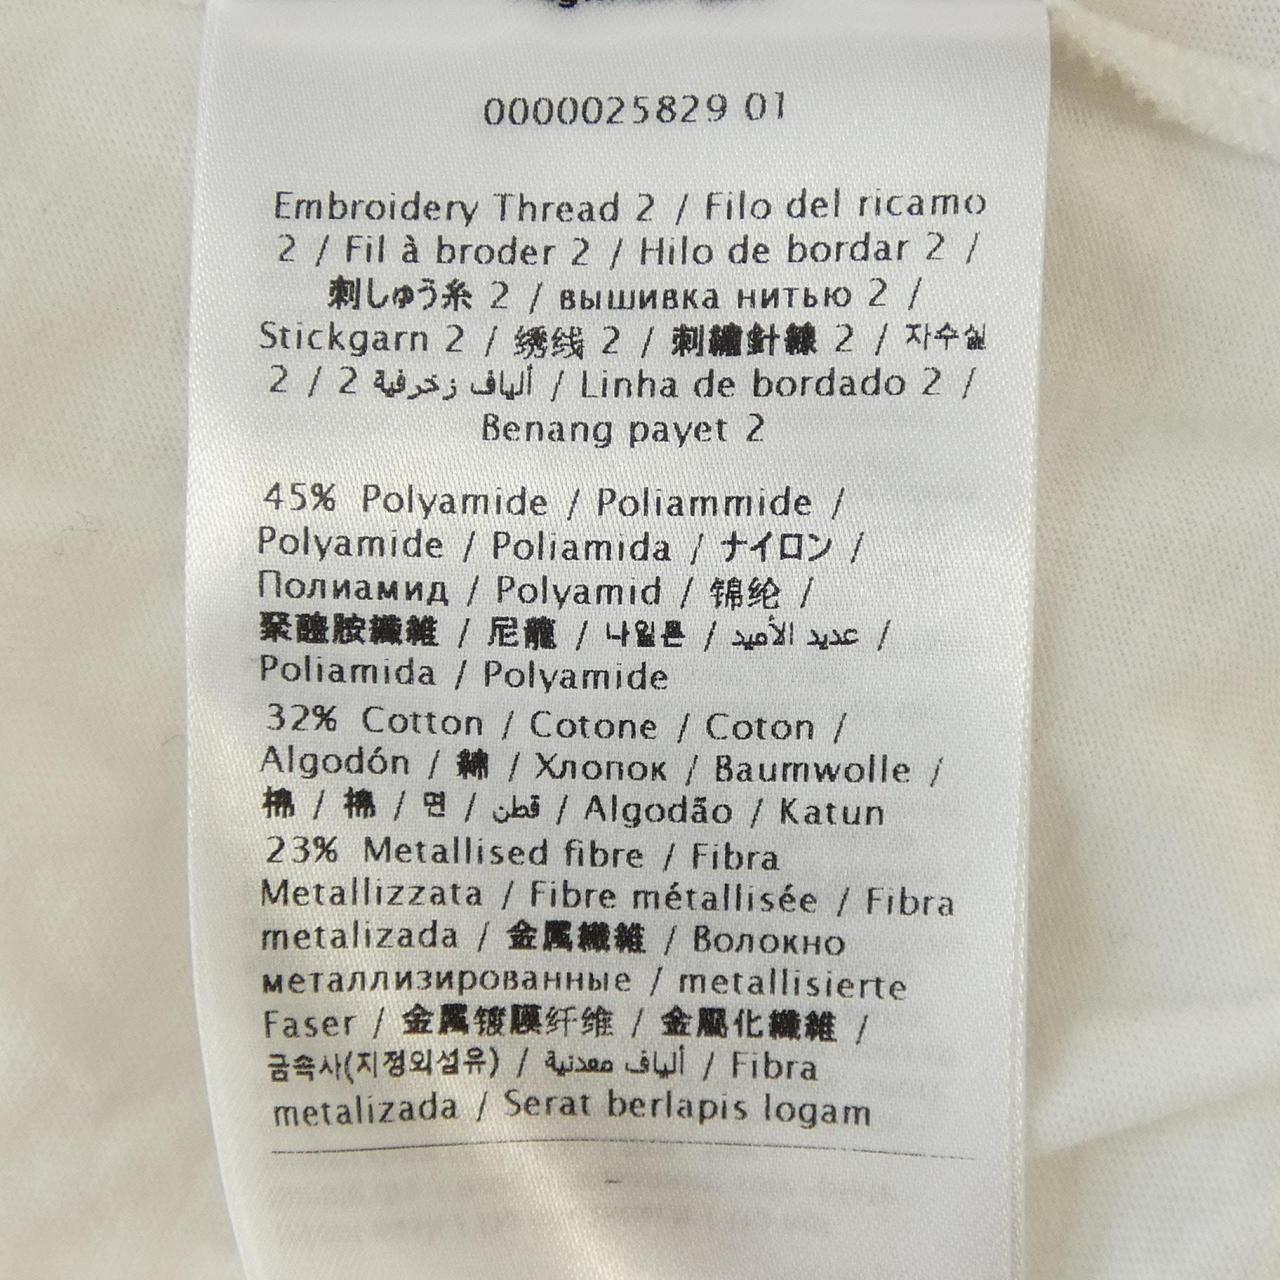 0000025829 01
Embroidery Thread 2 / Filo del ricamo
2 / Fil à broder 2 / Hilo de bordar 2 /
刺しゅう糸 2 / вышивка нитью 2 /
Stickgarn 2 / 绣线 2 / 刺繡針線 2 / 자수실
2 / 2 ألياف زخرفية / Linha de bordado 2 /
Benang payet 2
45% Polyamide / Poliammide /
Polyamide / Poliamida / ナイロン /
Полиамид / Polyamid / 锦纶 /
聚醯胺纖維 / 尼龍 / 나일론 / عديد الأميد /
Poliamida / Polyamide
32% Cotton / Cotone / Coton /
Algodón / 綿 / Хлопок / Baumwolle /
棉 / 棉 / 면 / قطن / Algodão / Katun
23% Metallised fibre / Fibra
Metallizzata / Fibre métallisée / Fibra
metalizada / 金属繊維 / Волокно
металлизированные / metallisierte
Faser / 金属镀膜纤维 / 金屬化纖維 /
금속사(지정외섬유) / ألياف معدنية / Fibra
metalizada / Serat berlapis logam